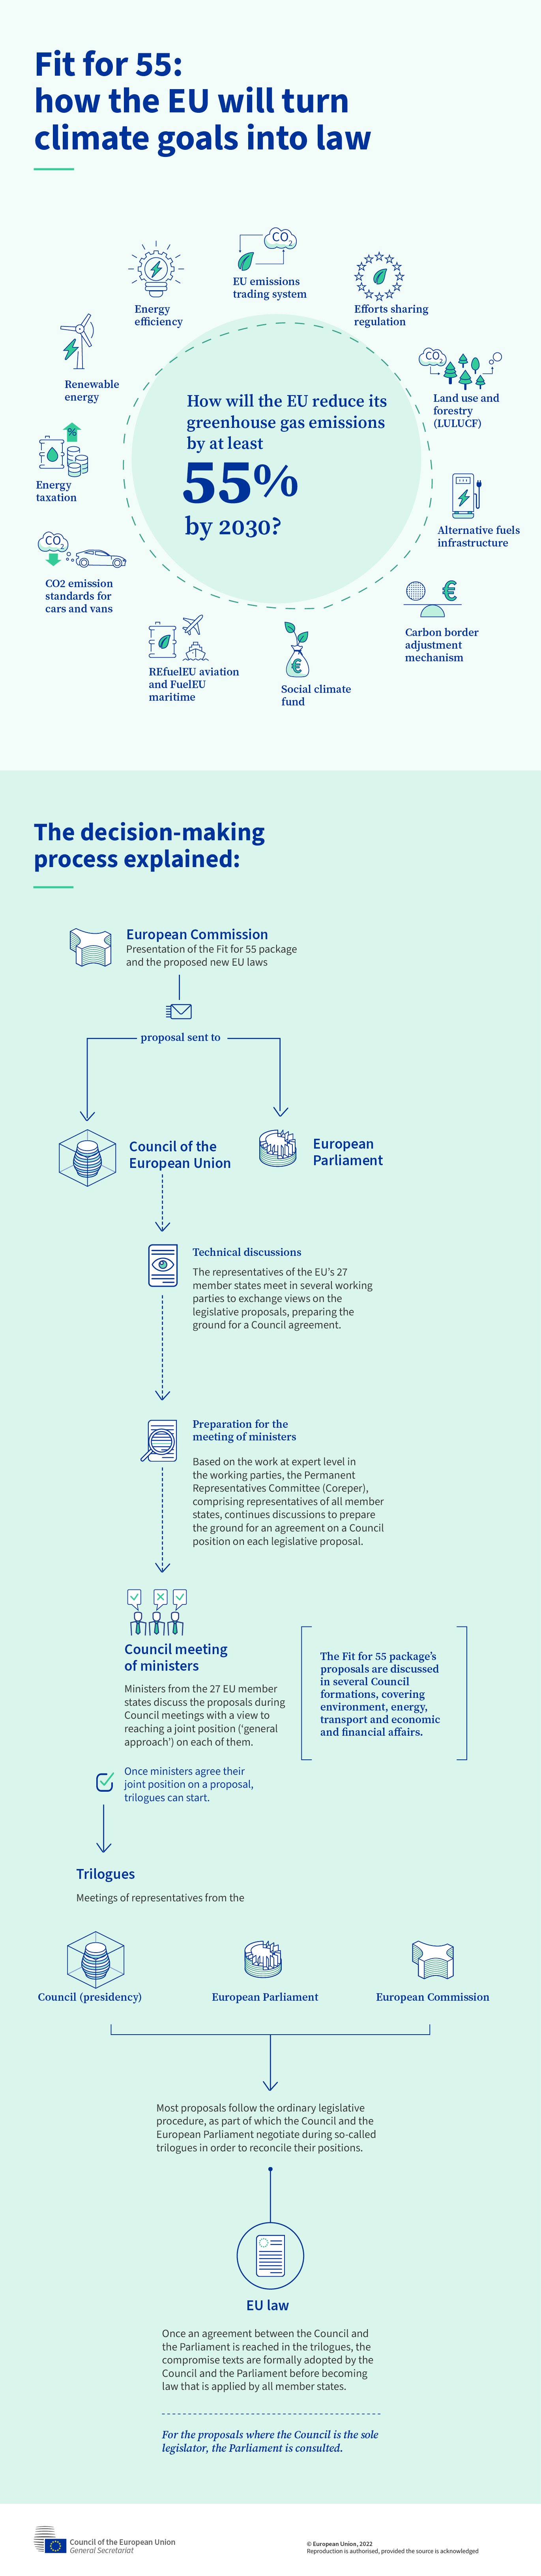 Fit for 55:
how the EU will turn
climate goals into law
CO2
EU emissions
trading system
Energy
efficiency
Efforts sharing
regulation
Renewable
energy
CO2
Land use and
forestry
(LULUCF)
How will the EU reduce its
greenhouse gas emissions
by at least
55%
by 2030?
%
Energy
taxation
Alternative fuels
infrastructure
CO2
CO2 emission
standards for
cars and vans
€
Carbon border
adjustment
mechanism
REfuelEU aviation
and FuelEU
maritime
€
Social climate
fund
The decision-making
process explained:
European Commission
Presentation of the Fit for 55 package
and the proposed new EU laws
proposal sent to
Council of the
European Union
European
Parliament
Technical discussions
The representatives of the EU's 27
member states meet in several working
parties to exchange views on the
legislative proposals, preparing the
ground for a Council agreement.
Preparation for the
meeting of ministers
Based on the work at expert level in
the working parties, the Permanent
Representatives Committee (Coreper),
comprising representatives of all member
states, continues discussions to prepare
the ground for an agreement on a Council
position on each legislative proposal.
Council meeting
of ministers
Ministers from the 27 EU member
states discuss the proposals during
Council meetings with a view to
reaching a joint position ('general
approach') on each of them.
The Fit for 55 package's
proposals are discussed
in several Council
formations, covering
environment, energy,
transport and economic
and financial affairs.
Once ministers agree their
joint position on a proposal,
trilogues can start.
Trilogues
Meetings of representatives from the
Council (presidency)
European Parliament
European Commission
Most proposals follow the ordinary legislative
procedure, as part of which the Council and the
European Parliament negotiate during so-called
trilogues in order to reconcile their positions.
EU law
Once an agreement between the Council and
the Parliament is reached in the trilogues, the
compromise texts are formally adopted by the
Council and the Parliament before becoming
law that is applied by all member states.
For the proposals where the Council is the sole
legislator, the Parliament is consulted.
Council of the European Union
General Secretariat
© European Union, 2022
Reproduction is authorised, provided the source is acknowledged